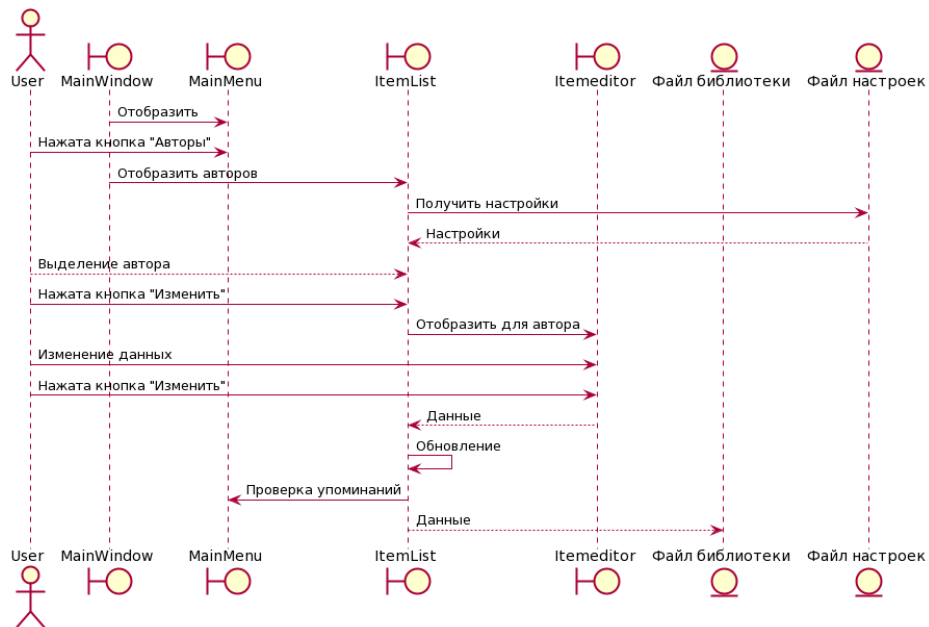 User MainWindow MainMenu ItemList Itemeditor Файл библиотеки Файл настроек
Отобразить
Нажата кнопка "Авторы"
Отобразить авторов
Получить настройки
Настройки
Выделение автора
Нажата кнопка "Изменить"
Отобразить для автора
Изменение данных
Нажата кнопка "Изменить"
Данные
Обновление
Проверка упоминаний
Данные
User MainWindow MainMenu ItemList Itemeditor Файл библиотеки Файл настроек